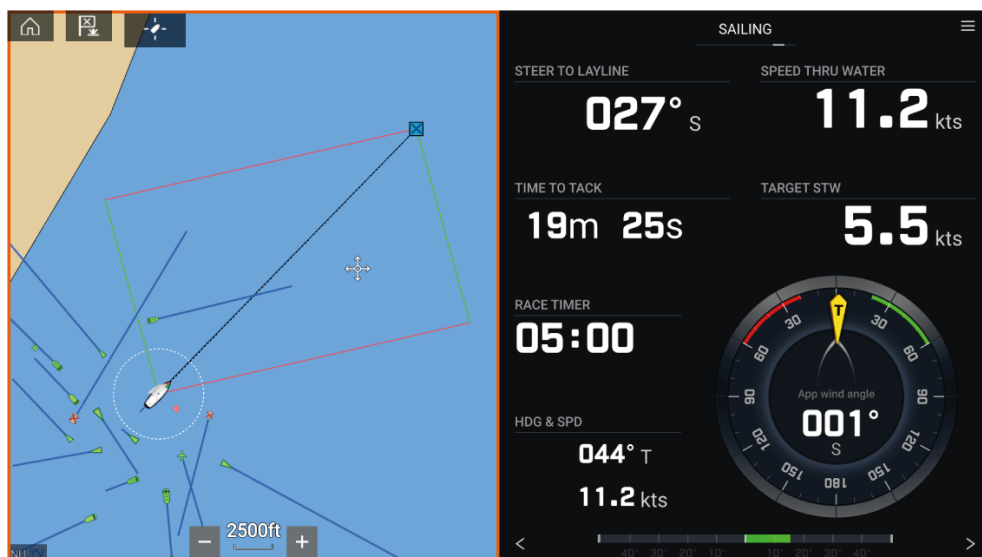 SAILING
STEER TO LAYLINE
027° S
SPEED THRU WATER
11.2 kts
TIME TO TACK
19m 25s
TARGET STW
5.5 kts
RACE TIMER
05:00
T
30 30
60 60
90 90
120 120
150 150
180
App wind angle
001°
S
HDG & SPD
044° T
11.2 kts
- 2500ft +
< 40° 30° 20° 10° 10° 20° 30° 40° >